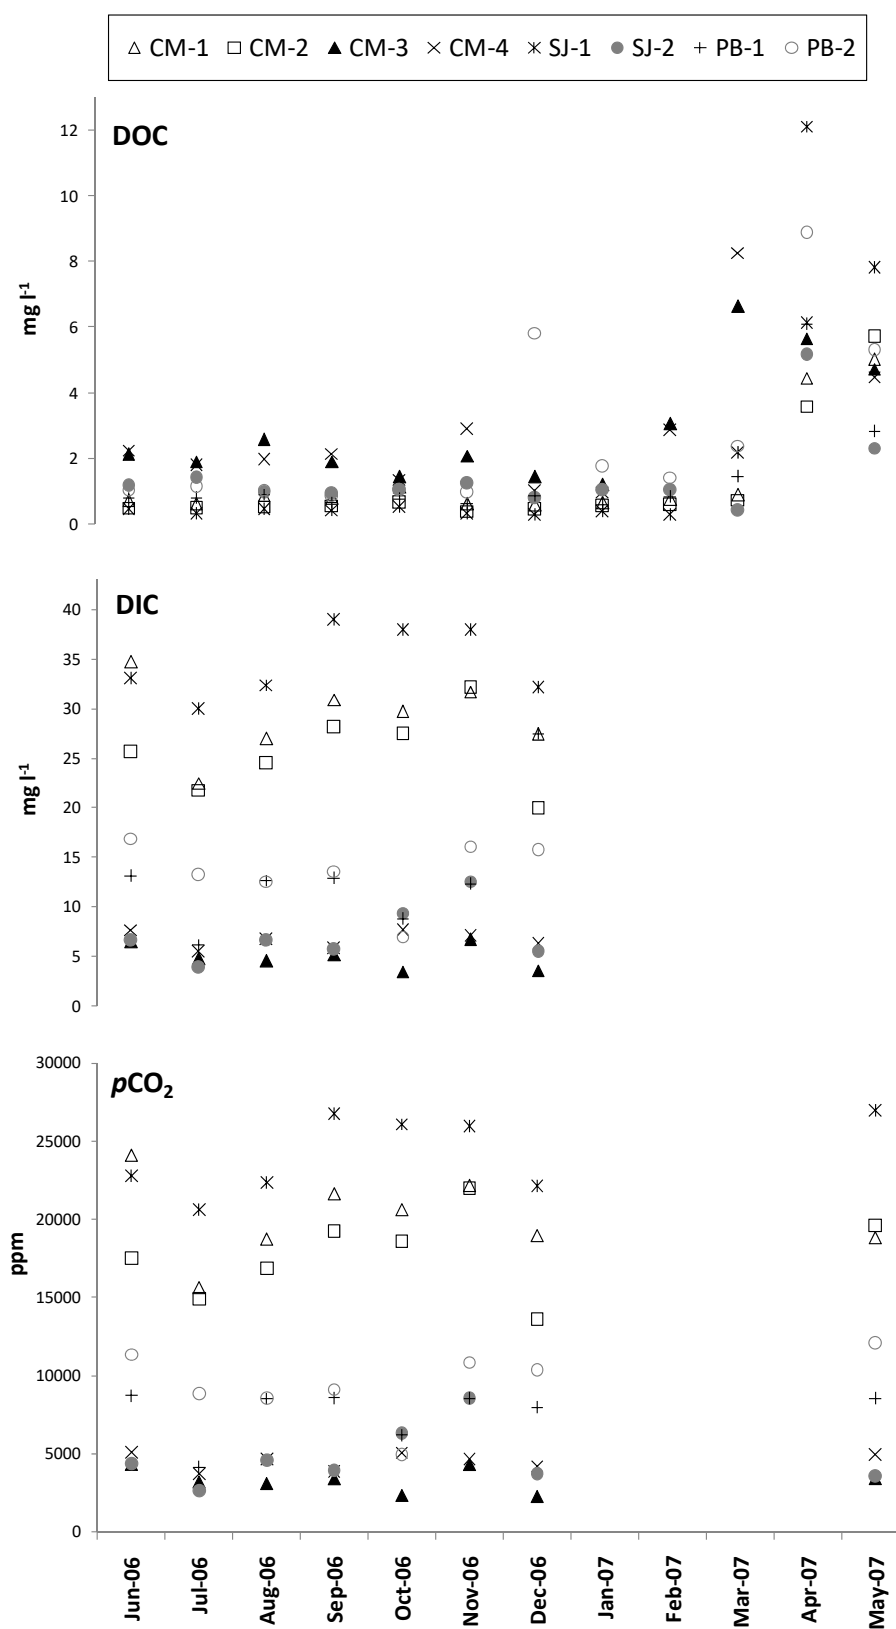 CM-1 CM-2 CM-3 CM-4 SJ-1 SJ-2 PB-1 PB-2
DOC
12
10
8
6
4
2
0
mg l-1
DIC
40
35
30
25
20
15
10
5
0
mg l-1
pCO2
30000
25000
20000
15000
10000
5000
0
ppm
Jun-06 Jul-06 Aug-06 Sep-06 Oct-06 Nov-06 Dec-06 Jan-07 Feb-07 Mar-07 Apr-07 May-07